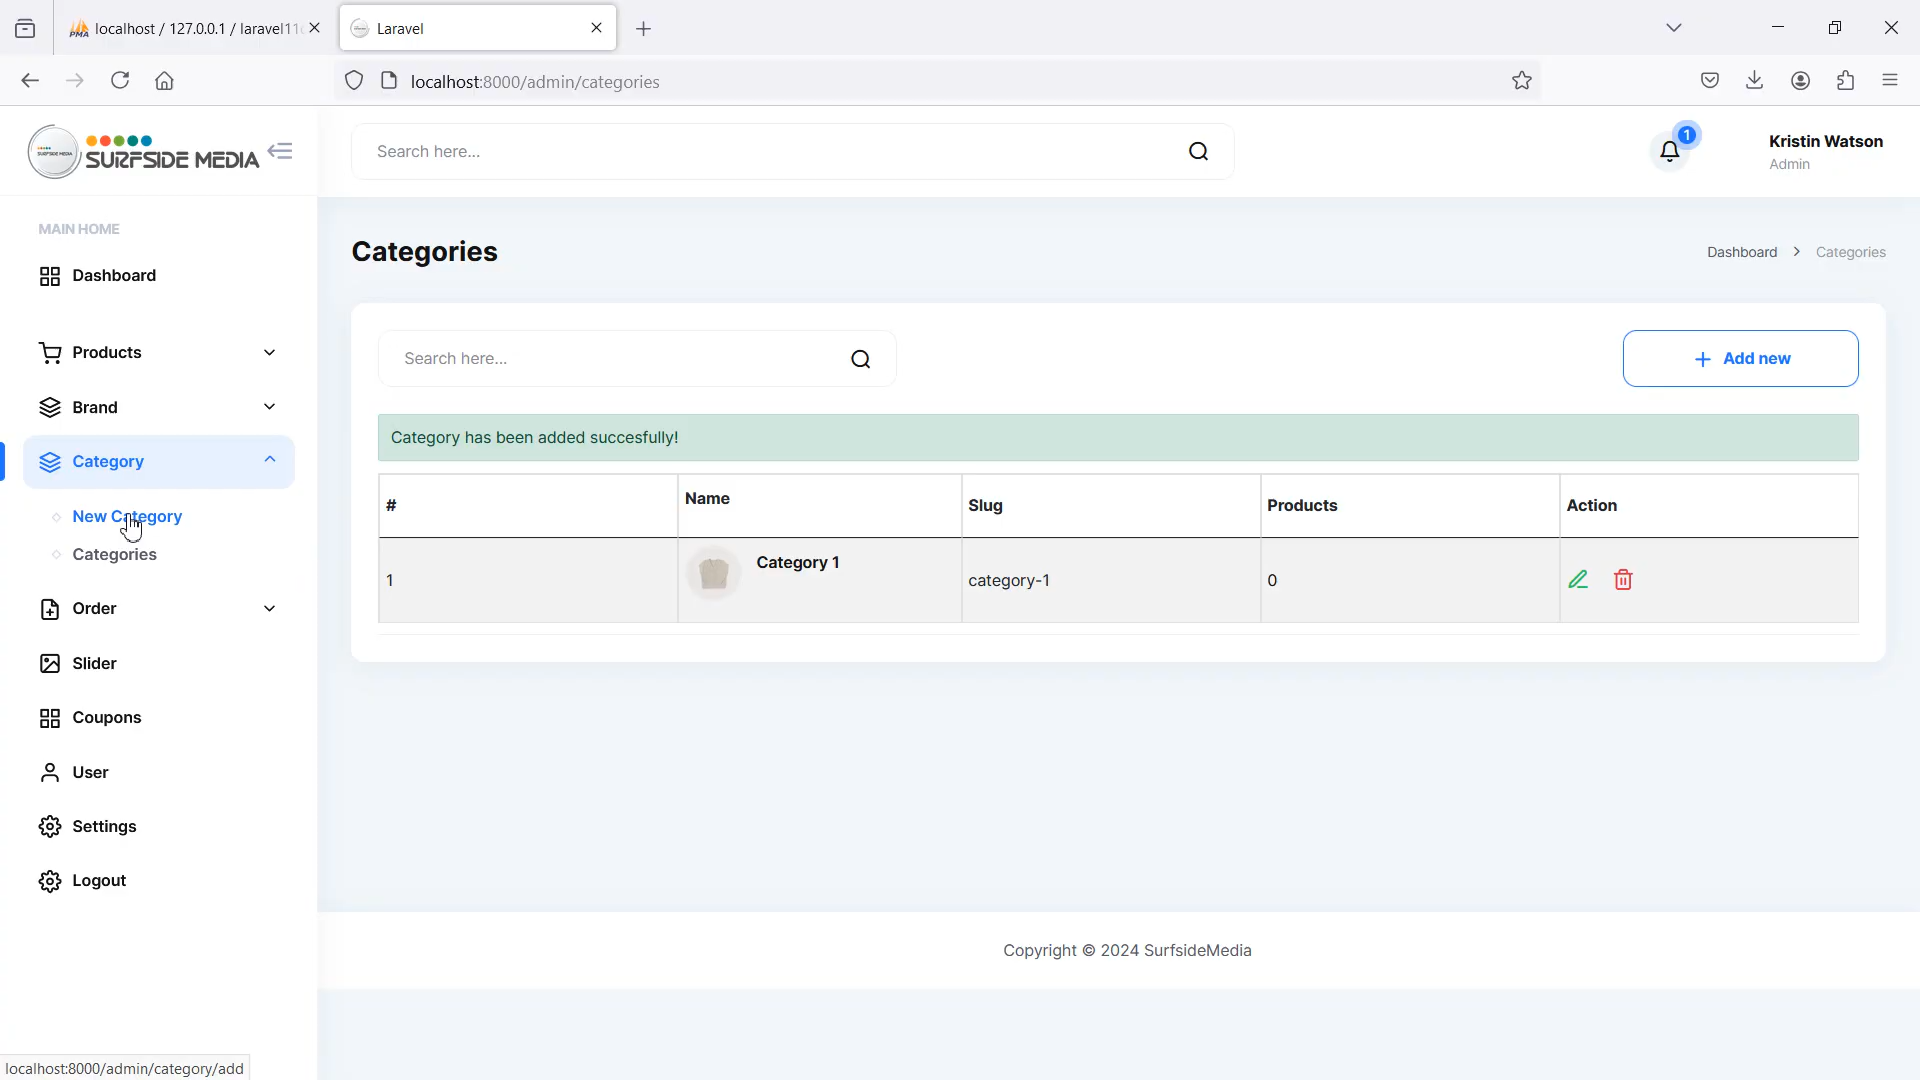 localhost / 127.0.0.1 / laravel11
Laravel
localhost:8000/admin/categories
SURFSIDE MEDIA
Search here...
1
Kristin Watson
Admin
MAIN HOME
Dashboard
Products
Brand
Category
New Category
Categories
Order
Slider
Coupons
User
Settings
Logout
Categories
Dashboard > Categories
Search here...
+ Add new
Category has been added succesfully!
# Name Slug Products Action
1 Category 1 category-1 0
Copyright © 2024 SurfsideMedia
localhost:8000/admin/category/add